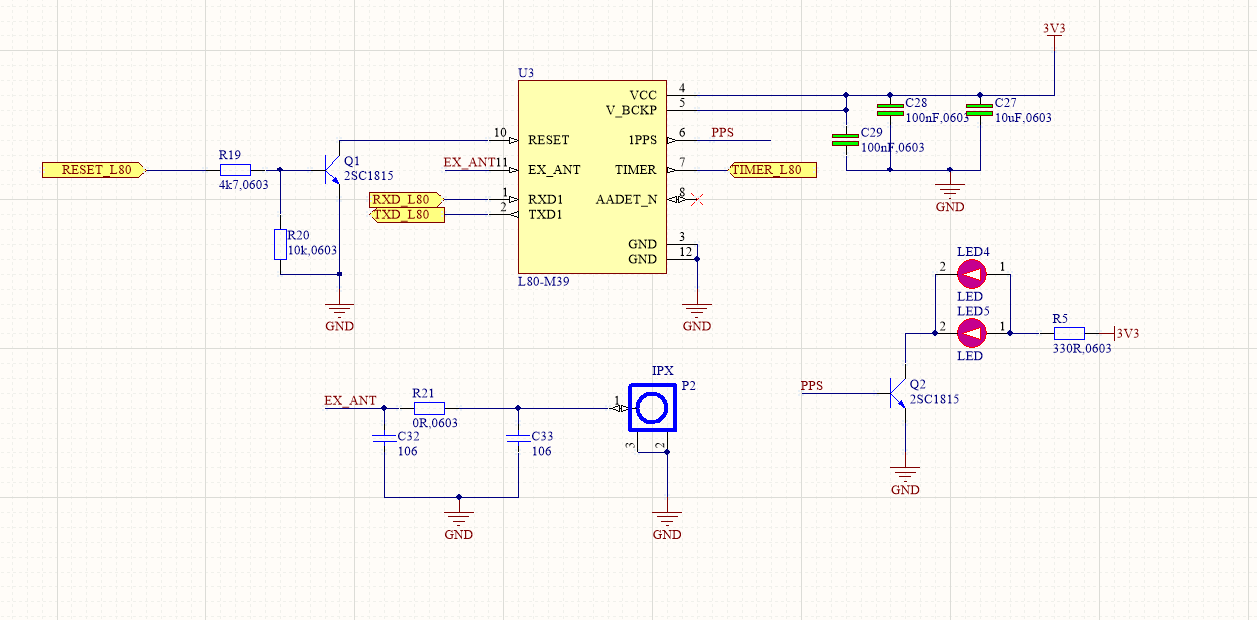 3V3
U3
VCC 4
V_BCKP 5
C28
100nF,0603
C27
10uF,0603
10 RESET
1PPS 6 PPS
C29
100nF,0603
RESET_L80
R19
4k7,0603
Q1
2SC1815
EX_ANT 11 EX_ANT
TIMER 7 TIMER_L80
RXD_L80 1 RXD1
AADET_N 8
TXD_L80 2 TXD1
GND
R20
10k,0603
GND 3
GND 12
L80-M39
GND
GND
LED4
2 1
LED
LED5
2 1
LED
R5
330R,0603
3V3
IPX
P2
EX_ANT
R21
0R,0603
1
C32
106
C33
106
3 2
PPS
Q2
2SC1815
GND
GND
GND